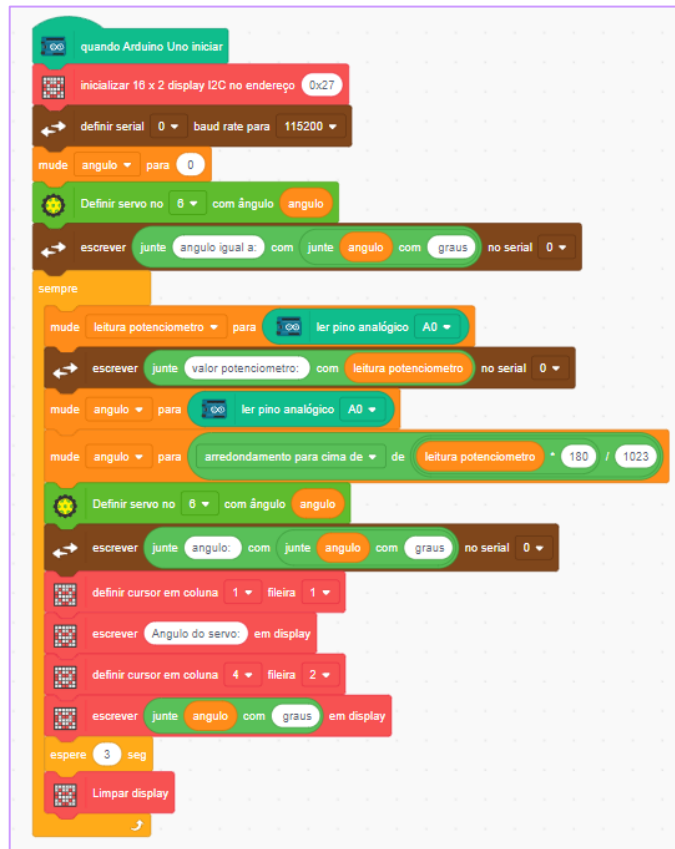 quando Arduino Uno iniciar
inicializar 16 x 2 display I2C no endereço 0x27
definir serial 0 baud rate para 115200
mude angulo para 0
Definir servo no 6 com ângulo angulo
escrever junte angulo igual a: com junte angulo com graus no serial 0
sempre
mude leitura potenciometro para ler pino analógico A0
escrever junte valor potenciometro: com leitura potenciometro no serial 0
mude angulo para ler pino analógico A0
mude angulo para arredondamento para cima de de leitura potenciometro * 180 / 1023
Definir servo no 6 com ângulo angulo
escrever junte angulo: com junte angulo com graus no serial 0
definir cursor em coluna 1 fileira 1
escrever Angulo do servo: em display
definir cursor em coluna 4 fileira 2
escrever junte angulo com graus em display
espere 3 seg
Limpar display